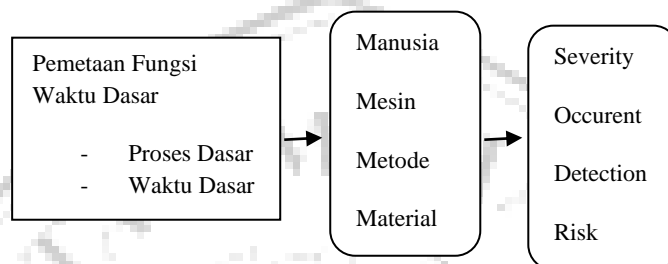 Pemetaan Fungsi
Waktu Dasar
- Proses Dasar
- Waktu Dasar
Manusia
Mesin
Metode
Material
Severity
Occurent
Detection
Risk